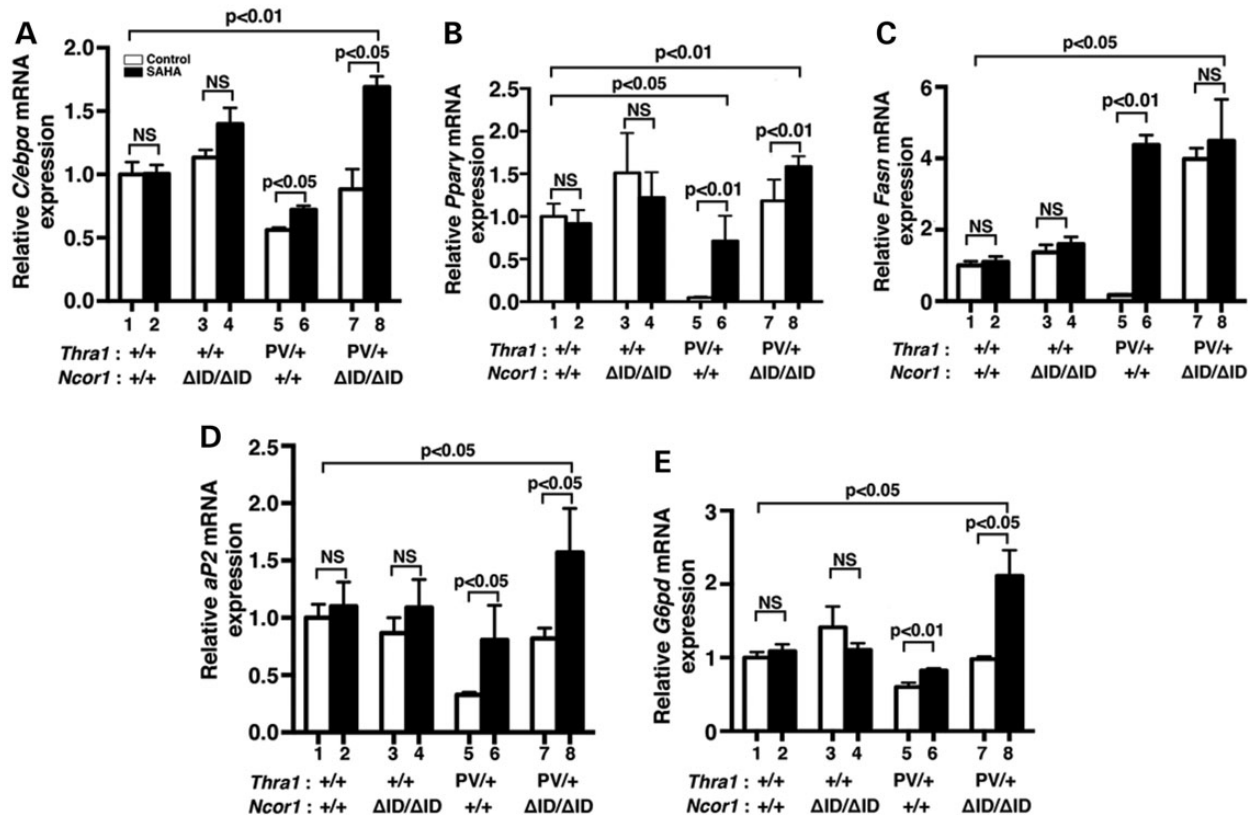 A
p<0.01
Relative C/ebpα mRNA
expression
Control
SAHA
2.0
1.5
1.0
0.5
0.0
NS
NS
p<0.05
p<0.05
1 2 3 4 5 6 7 8
Thra1 : +/+ +/+ PV/+ PV/+
Ncor1 : +/+ ΔID/ΔID +/+ ΔID/ΔID
B
p<0.01
p<0.05
Relative Pparγ mRNA
expression
2.5
2.0
1.5
1.0
0.5
0.0
NS
NS
p<0.01
p<0.01
1 2 3 4 5 6 7 8
Thra1 : +/+ +/+ PV/+ PV/+
Ncor1 : +/+ ΔID/ΔID +/+ ΔID/ΔID
C
p<0.05
Relative Fasn mRNA
expression
6
4
2
0
NS
NS
p<0.01
NS
1 2 3 4 5 6 7 8
Thra1 : +/+ +/+ PV/+ PV/+
Ncor1 : +/+ ΔID/ΔID +/+ ΔID/ΔID
D
p<0.05
Relative aP2 mRNA
expression
2.5
2.0
1.5
1.0
0.5
0.0
NS
NS
p<0.05
p<0.05
1 2 3 4 5 6 7 8
Thra1 : +/+ +/+ PV/+ PV/+
Ncor1 : +/+ ΔID/ΔID +/+ ΔID/ΔID
E
p<0.05
Relative G6pd mRNA
expression
3
2
1
0
NS
NS
p<0.01
p<0.05
1 2 3 4 5 6 7 8
Thra1 : +/+ +/+ PV/+ PV/+
Ncor1 : +/+ ΔID/ΔID +/+ ΔID/ΔID